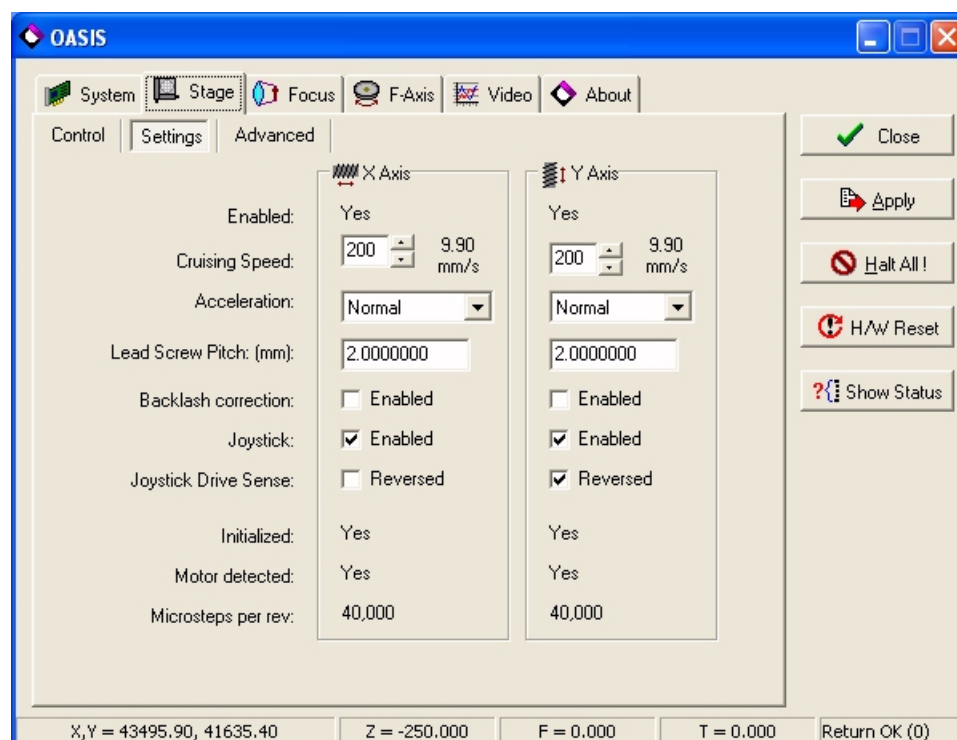 OASIS
System Stage Focus F-Axis Video About
Control Settings Advanced
X Axis Y Axis
Enabled: Yes Yes
Cruising Speed: 200 9.90 mm/s 200 9.90 mm/s
Acceleration: Normal Normal
Lead Screw Pitch: (mm): 2.0000000 2.0000000
Backlash correction: Enabled Enabled
Joystick: Enabled Enabled
Joystick Drive Sense: Reversed Reversed
Initialized: Yes Yes
Motor detected: Yes Yes
Microsteps per rev: 40,000 40,000
Close
Apply
Halt All !
H/W Reset
?{ Show Status
X,Y = 43495.90, 41635.40 Z = -250.000 F = 0.000 T = 0.000 Return OK (0)